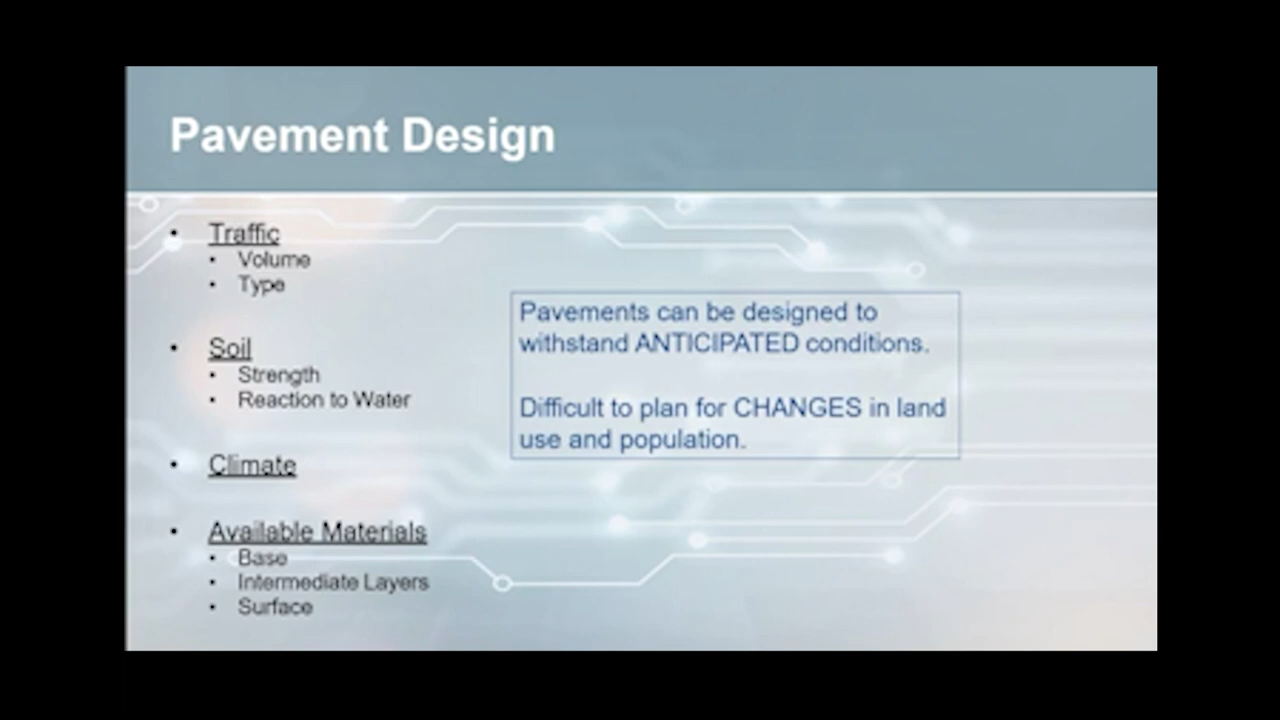 Pavement Design
• Traffic
• Volume
• Type
• Soil
• Strength
• Reaction to Water
• Climate
• Available Materials
• Base
• Intermediate Layers
• Surface
Pavements can be designed to
withstand ANTICIPATED conditions.
Difficult to plan for CHANGES in land
use and population.